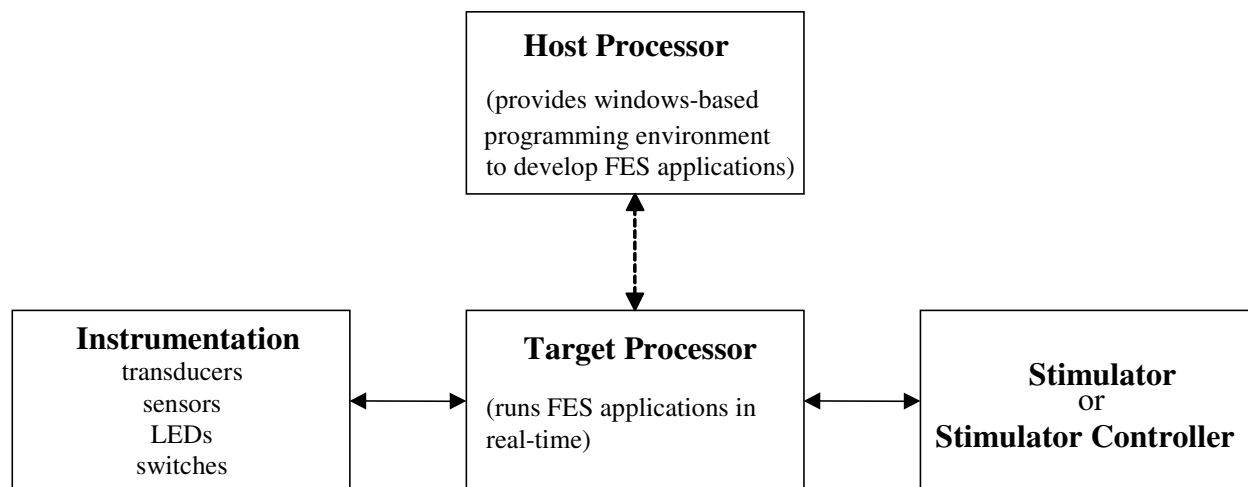 Host Processor
(provides windows-based
programming environment
to develop FES applications)
Instrumentation
transducers
sensors
LEDs
switches
Target Processor
(runs FES applications in
real-time)
Stimulator
or
Stimulator Controller